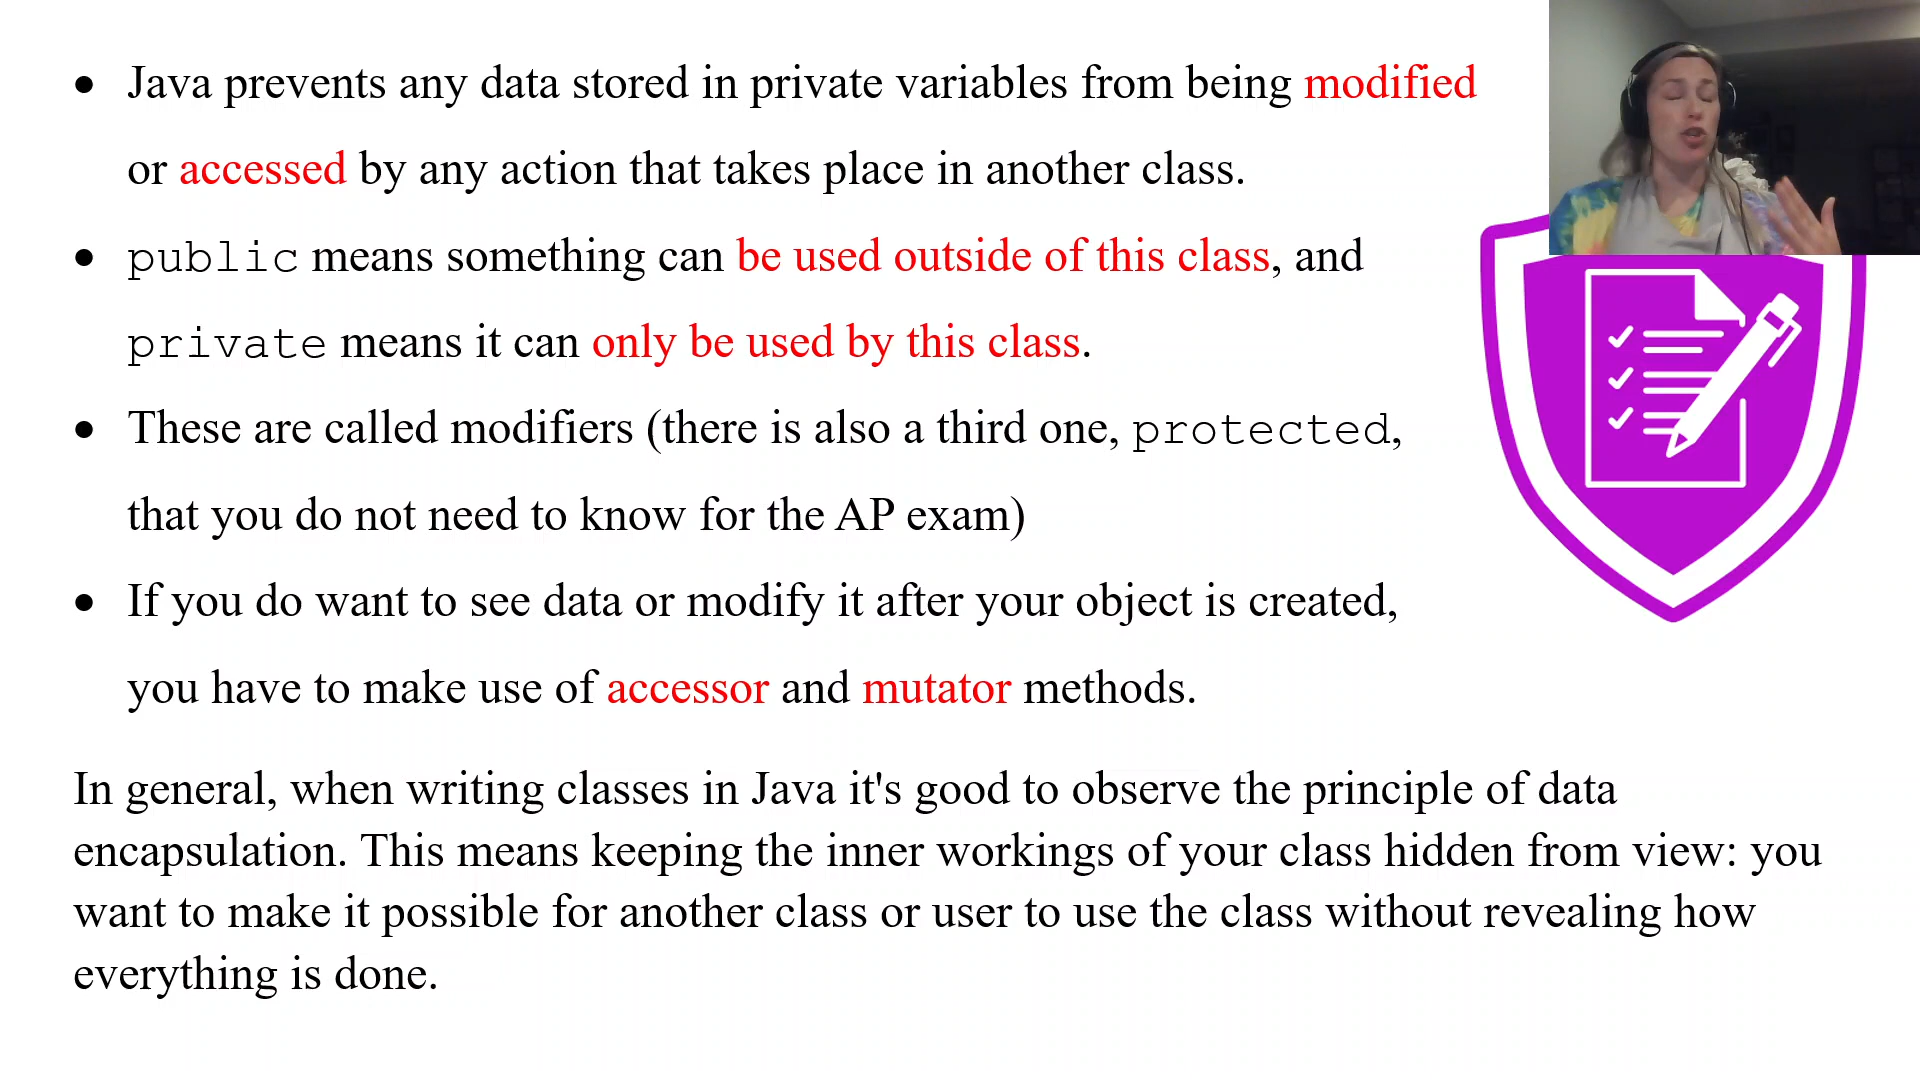 • Java prevents any data stored in private variables from being modified
or accessed by any action that takes place in another class.
• public means something can be used outside of this class, and
private means it can only be used by this class.
• These are called modifiers (there is also a third one, protected,
that you do not need to know for the AP exam)
• If you do want to see data or modify it after your object is created,
you have to make use of accessor and mutator methods.
In general, when writing classes in Java it's good to observe the principle of data
encapsulation. This means keeping the inner workings of your class hidden from view: you
want to make it possible for another class or user to use the class without revealing how
everything is done.